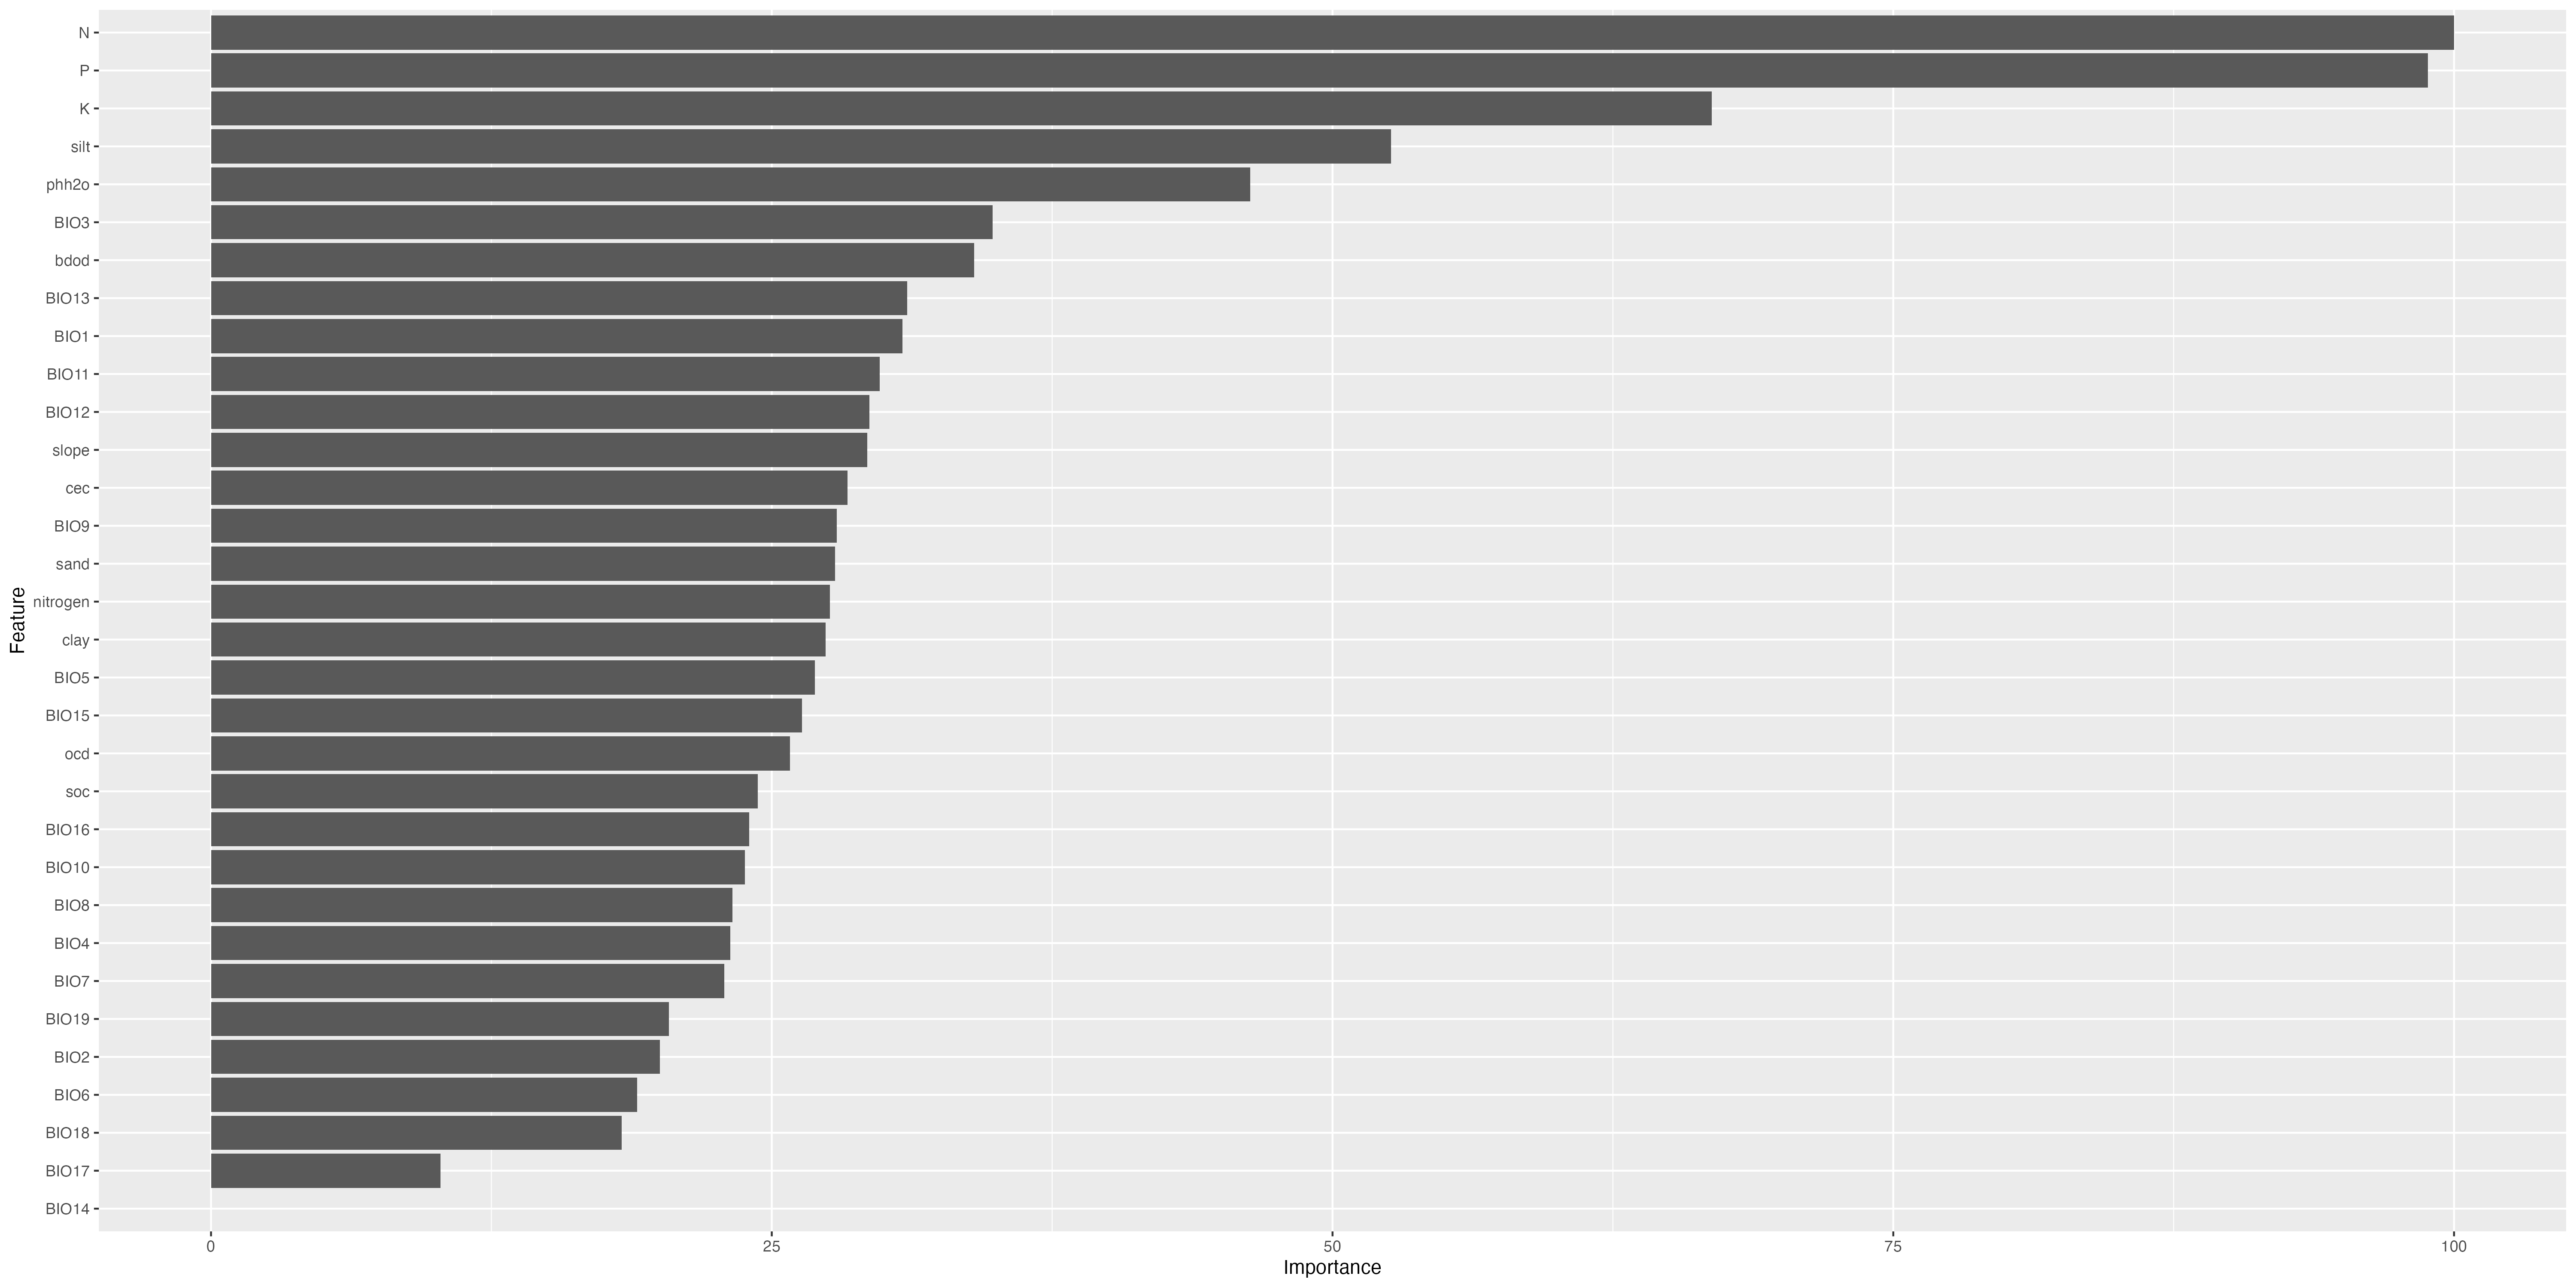 N
P
K
silt
phh2o
BIO3
bdod
BIO13
BIO1
BIO11
BIO12
slope
cec
BIO9
sand
nitrogen
clay
BIO5
BIO15
ocd
soc
BIO16
BIO10
BIO8
BIO4
BIO7
BIO19
BIO2
BIO6
BIO18
BIO17
BIO14
Feature
0 25 50 75 100
Importance